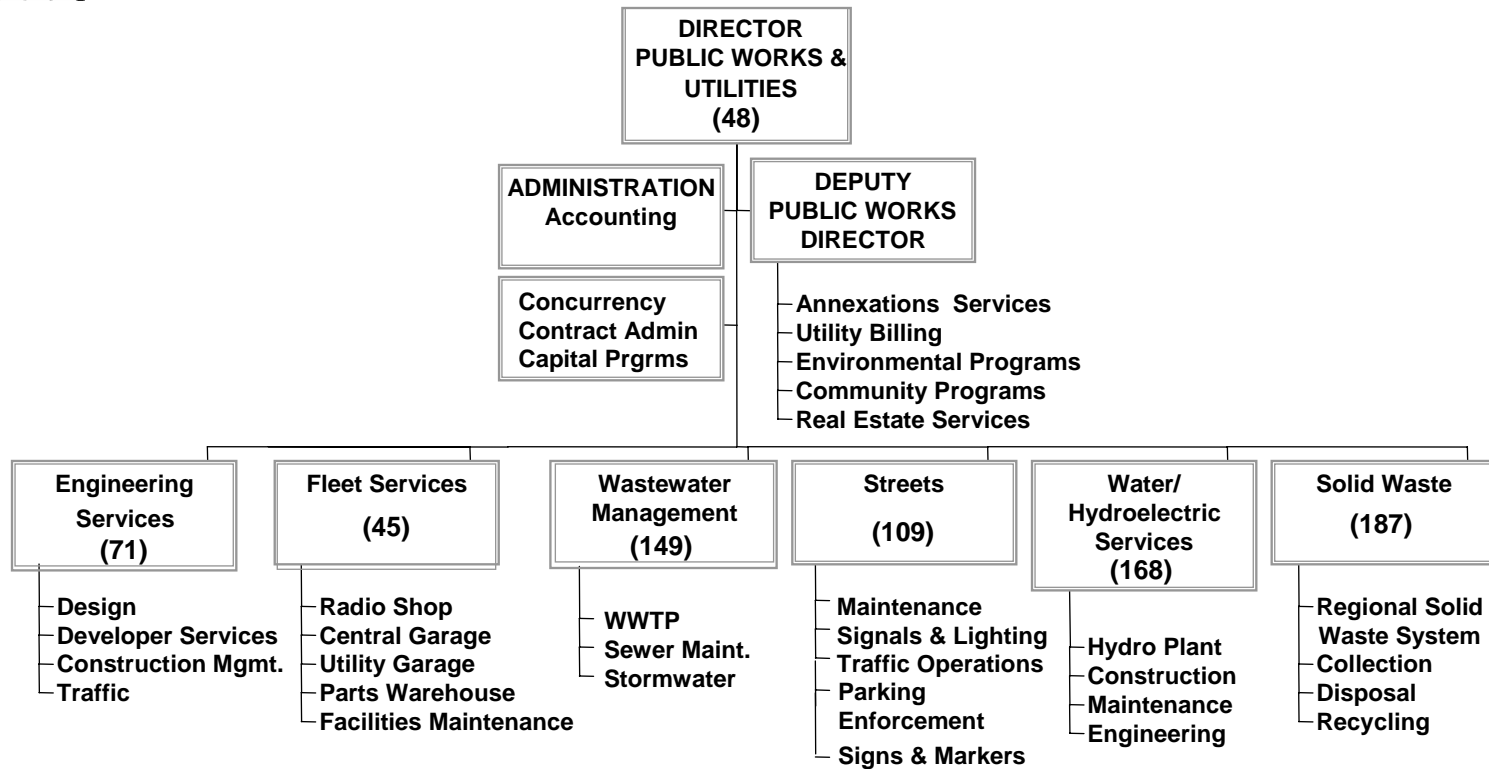 DIRECTOR
PUBLIC WORKS &
UTILITIES
(48)
ADMINISTRATION
Accounting
DEPUTY
PUBLIC WORKS
DIRECTOR
Concurrency
Contract Admin
Capital Prgrms
Annexations Services
Utility Billing
Environmental Programs
Community Programs
Real Estate Services
Engineering
Services
(71)
Design
Developer Services
Construction Mgmt.
Traffic
Fleet Services
(45)
Radio Shop
Central Garage
Utility Garage
Parts Warehouse
Facilities Maintenance
Wastewater
Management
(149)
WWTP
Sewer Maint.
Stormwater
Streets
(109)
Maintenance
Signals & Lighting
Traffic Operations
Parking
Enforcement
Signs & Markers
Water/
Hydroelectric
Services
(168)
Hydro Plant
Construction
Maintenance
Engineering
Solid Waste
(187)
Regional Solid
Waste System
Collection
Disposal
Recycling